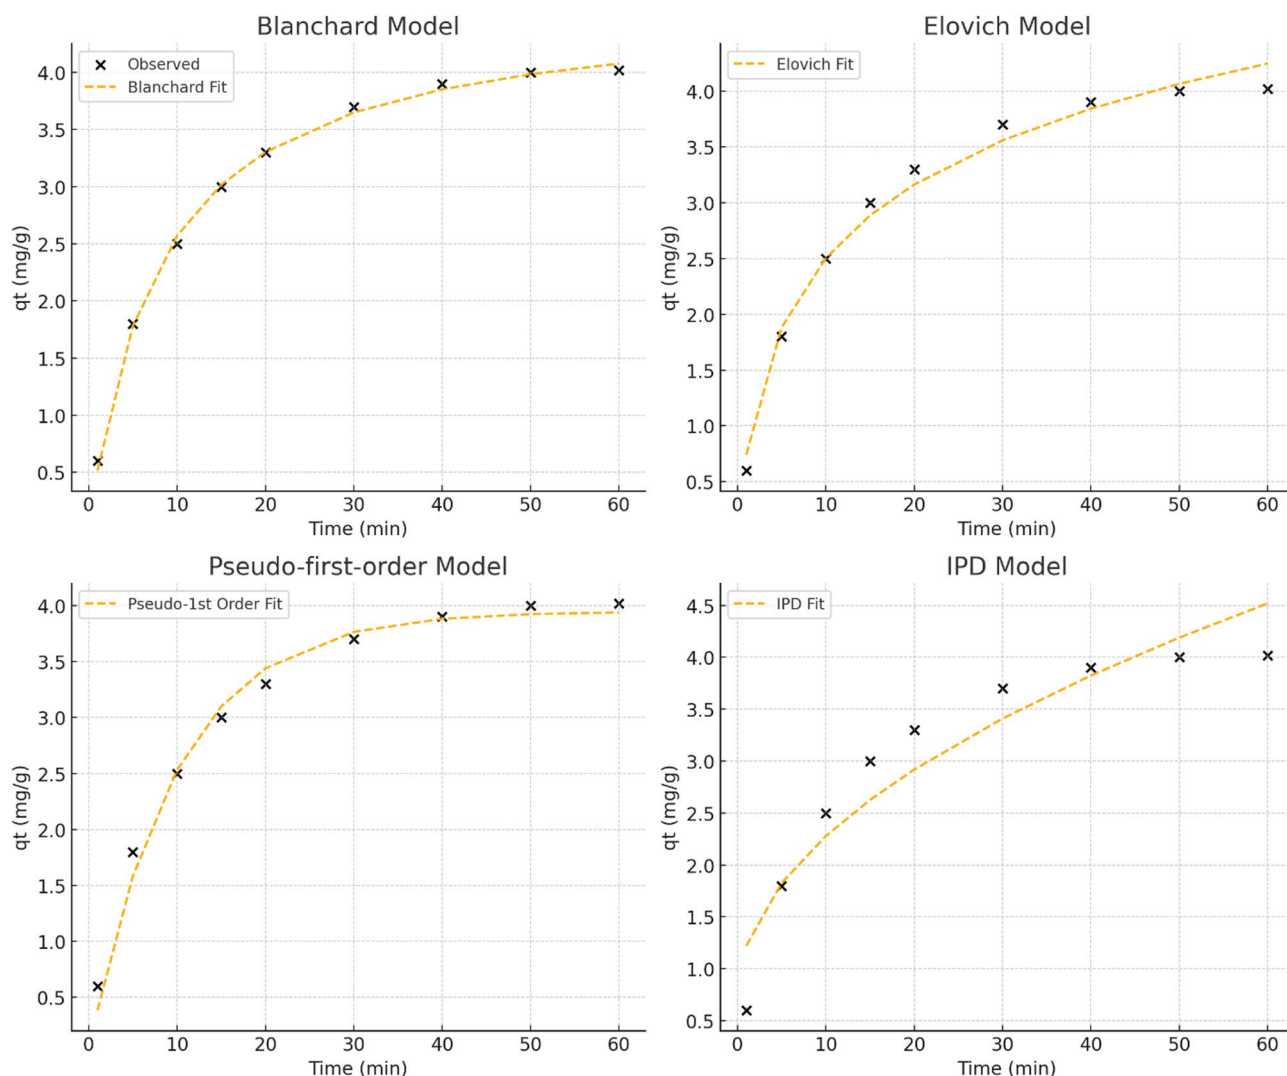 Blanchard Model
Observed
Blanchard Fit
4.0
3.5
3.0
2.5
2.0
1.5
1.0
0.5
qt (mg/g)
0 10 20 30 40 50 60
Time (min)
Elovich Model
Elovich Fit
4.0
3.5
3.0
2.5
2.0
1.5
1.0
0.5
qt (mg/g)
0 10 20 30 40 50 60
Time (min)
Pseudo-first-order Model
Pseudo-1st Order Fit
4.0
3.5
3.0
2.5
2.0
1.5
1.0
0.5
qt (mg/g)
0 10 20 30 40 50 60
Time (min)
IPD Model
IPD Fit
4.5
4.0
3.5
3.0
2.5
2.0
1.5
1.0
0.5
qt (mg/g)
0 10 20 30 40 50 60
Time (min)